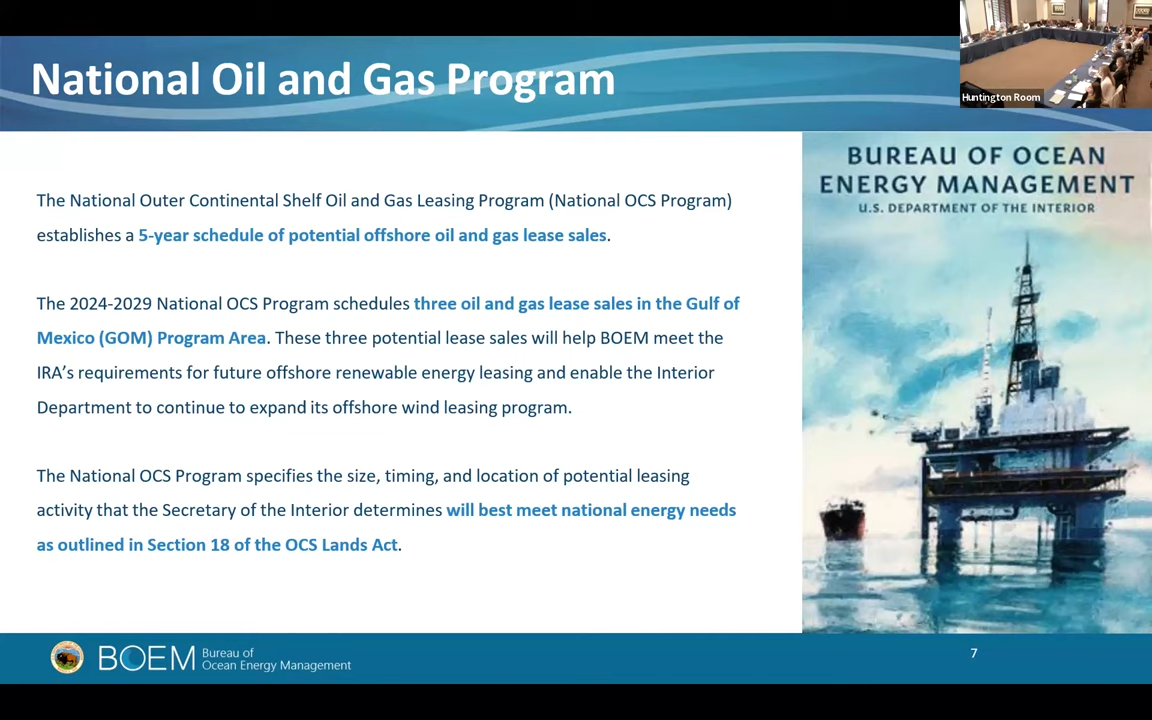 National Oil and Gas Program
Huntington Room
The National Outer Continental Shelf Oil and Gas Leasing Program (National OCS Program)
establishes a 5-year schedule of potential offshore oil and gas lease sales.
The 2024-2029 National OCS Program schedules three oil and gas lease sales in the Gulf of
Mexico (GOM) Program Area. These three potential lease sales will help BOEM meet the
IRA’s requirements for future offshore renewable energy leasing and enable the Interior
Department to continue to expand its offshore wind leasing program.
The National OCS Program specifies the size, timing, and location of potential leasing
activity that the Secretary of the Interior determines will best meet national energy needs
as outlined in Section 18 of the OCS Lands Act.
BUREAU OF OCEAN
ENERGY MANAGEMENT
U.S. DEPARTMENT OF THE INTERIOR
BOEM
Bureau of
Ocean Energy Management
7